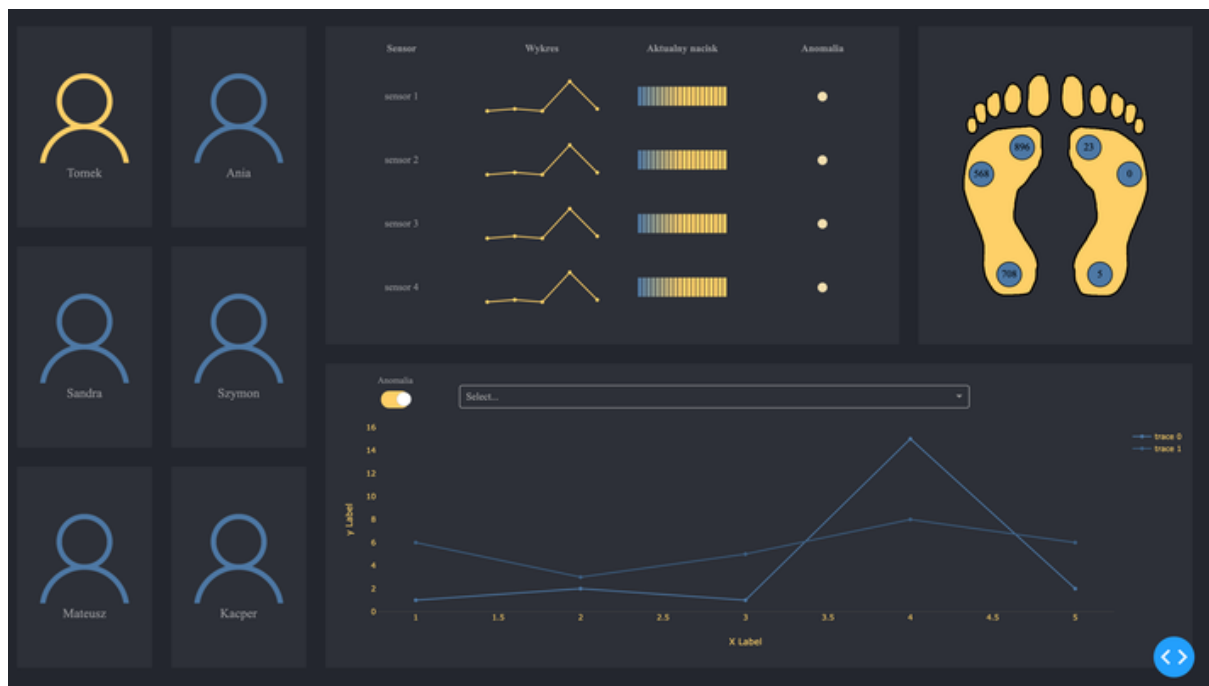 Tomek
Ania
Sandra
Szymon
Mateusz
Kacper
Sensor Wykres Aktualny nacisk Anomalia
sensor 1
sensor 2
sensor 3
sensor 4
896 23
568 0
708 5
Anomalia
Select...
trace 0
trace 1
y Label
16
14
12
10
8
6
4
2
0
1 1.5 2 2.5 3 3.5 4 4.5 5
X Label